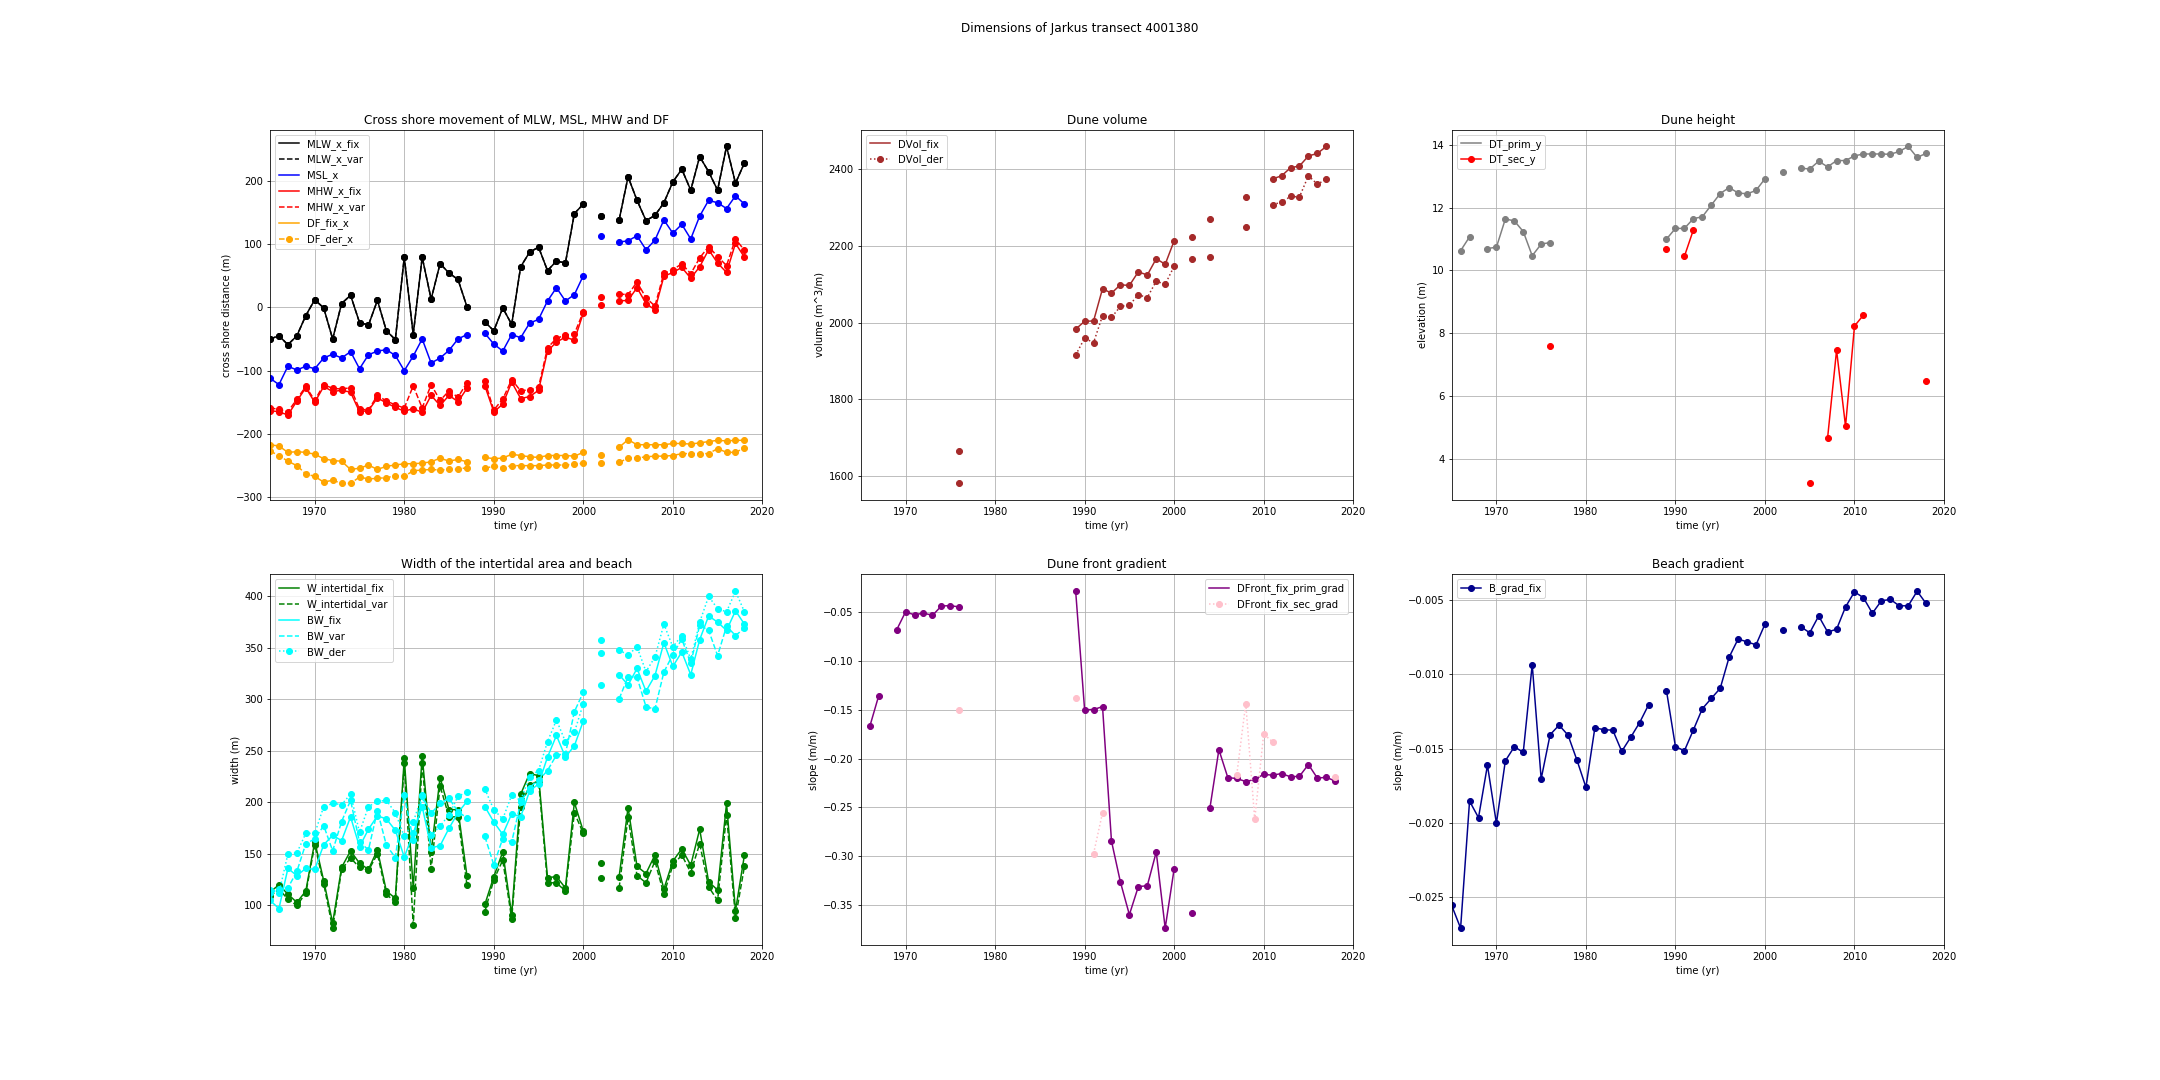 Dimensions of Jarkus transect 4001380
Cross shore movement of MLW, MSL, MHW and DF
MLW_x_fix
MLW_x_var
MSL_x
MHW_x_fix
MHW_x_var
DF_fix_x
DF_der_x
cross shore distance (m)
200
100
0
−100
−200
−300
1970
1980
1990
2000
2010
2020
time (yr)
Dune volume
DVol_fix
DVol_der
volume (m^3/m)
2400
2200
2000
1800
1600
1970
1980
1990
2000
2010
2020
time (yr)
Dune height
DT_prim_y
DT_sec_y
elevation (m)
14
12
10
8
6
4
1970
1980
1990
2000
2010
2020
time (yr)
Width of the intertidal area and beach
W_intertidal_fix
W_intertidal_var
BW_fix
BW_var
BW_der
width (m)
400
350
300
250
200
150
100
1970
1980
1990
2000
2010
2020
time (yr)
Dune front gradient
DFront_fix_prim_grad
DFront_fix_sec_grad
slope (m/m)
−0.05
−0.10
−0.15
−0.20
−0.25
−0.30
−0.35
1970
1980
1990
2000
2010
2020
time (yr)
Beach gradient
B_grad_fix
slope (m/m)
−0.005
−0.010
−0.015
−0.020
−0.025
1970
1980
1990
2000
2010
2020
time (yr)